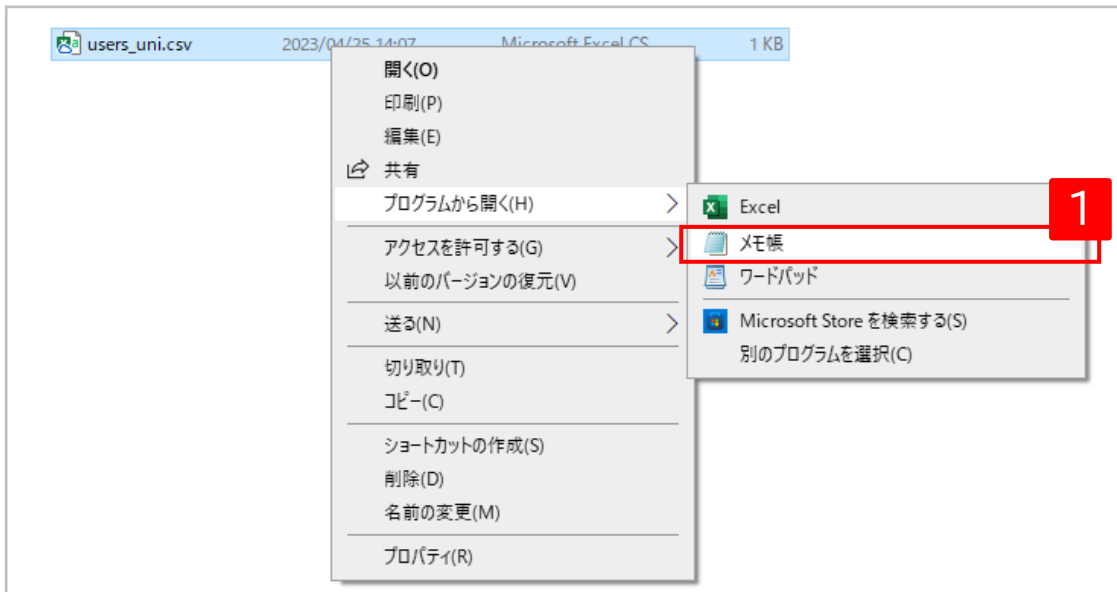 users_uni.csv 2023/04/25 14:07 Microsoft Excel CS 1 KB
開く(O)
印刷(P)
編集(E)
共有
プログラムから開く(H)
アクセスを許可する(G)
以前のバージョンの復元(V)
送る(N)
切り取り(T)
コピー(C)
ショートカットの作成(S)
削除(D)
名前の変更(M)
プロパティ(R)
Excel
1
メモ帳
ワードパッド
Microsoft Store を検索する(S)
別のプログラムを選択(C)